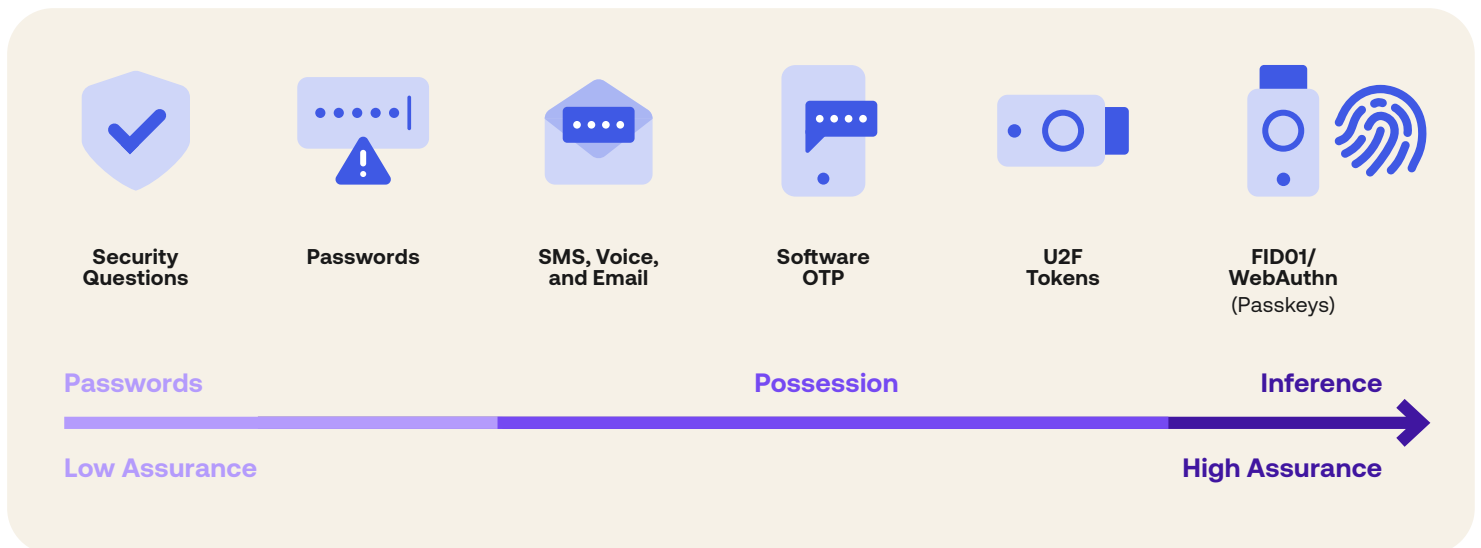 Security
Questions
Passwords
SMS, Voice,
and Email
Software
OTP
U2F
Tokens
FID01/
WebAuthn
(Passkeys)
Passwords
Possession
Inference
Low Assurance
High Assurance